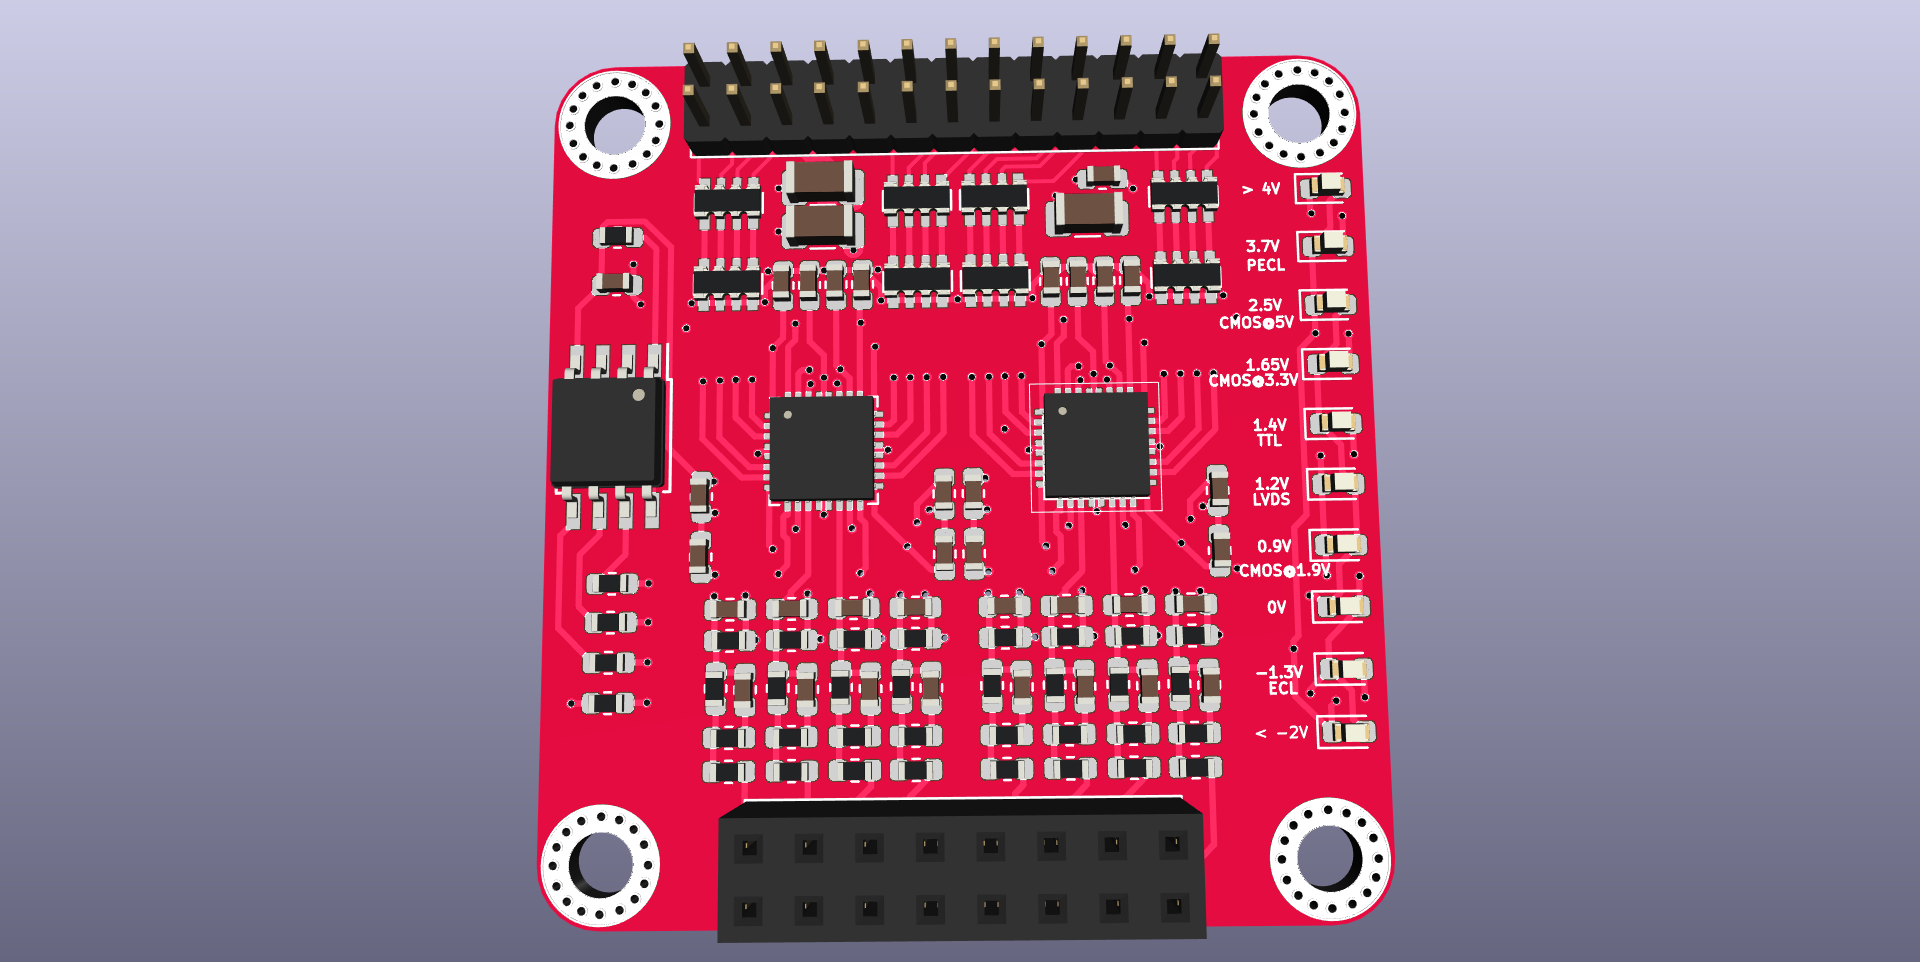 > 4V
3.7V
PECL
2.5V
CMOS@5V
1.65V
CMOS@3.3V
1.4V
TTL
1.2V
LVDS
0.9V
CMOS@1.9V
0V
-1.3V
ECL
< -2V